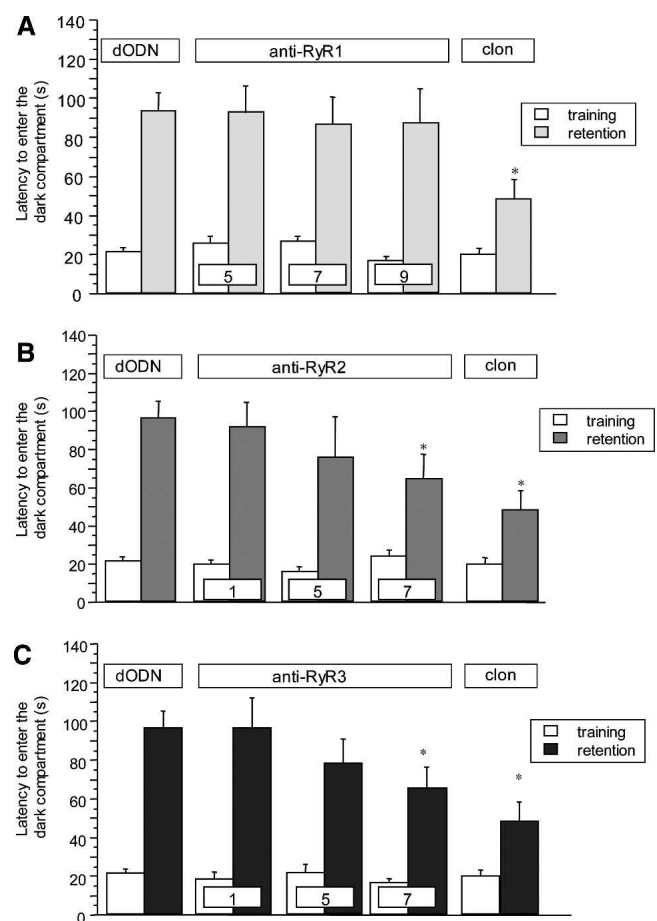 A
140
120
100
80
60
40
20
0
Latency to enter the
dark compartment (s)
dODN
anti-RyR1
clon
training
retention
*
5
7
9
B
140
120
100
80
60
40
20
0
Latency to enter the
dark compartment (s)
dODN
anti-RyR2
clon
training
retention
*
*
1
5
7
C
140
120
100
80
60
40
20
0
Latency to enter the
dark compartment (s)
dODN
anti-RyR3
clon
training
retention
*
*
1
5
7